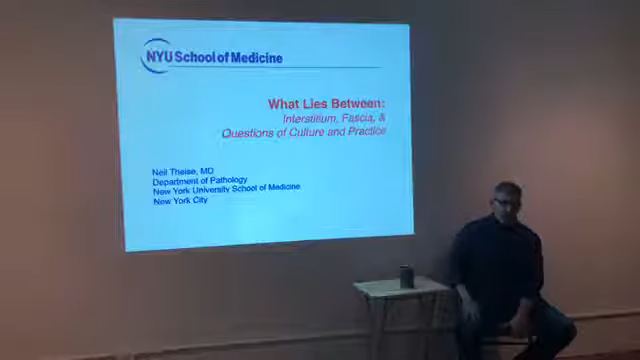 NYU School of Medicine
What Lies Between:
Interstitium, Fascia, &
Questions of Culture and Practice
Neil Theise, MD
Department of Pathology
New York University School of Medicine
New York City